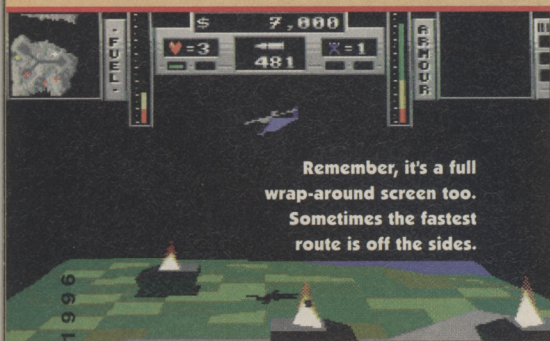 $ 7,000
FUEL
=3
=1
481
ARMOUR
Remember, it's a full
wrap-around screen too.
Sometimes the fastest
route is off the sides.
1996